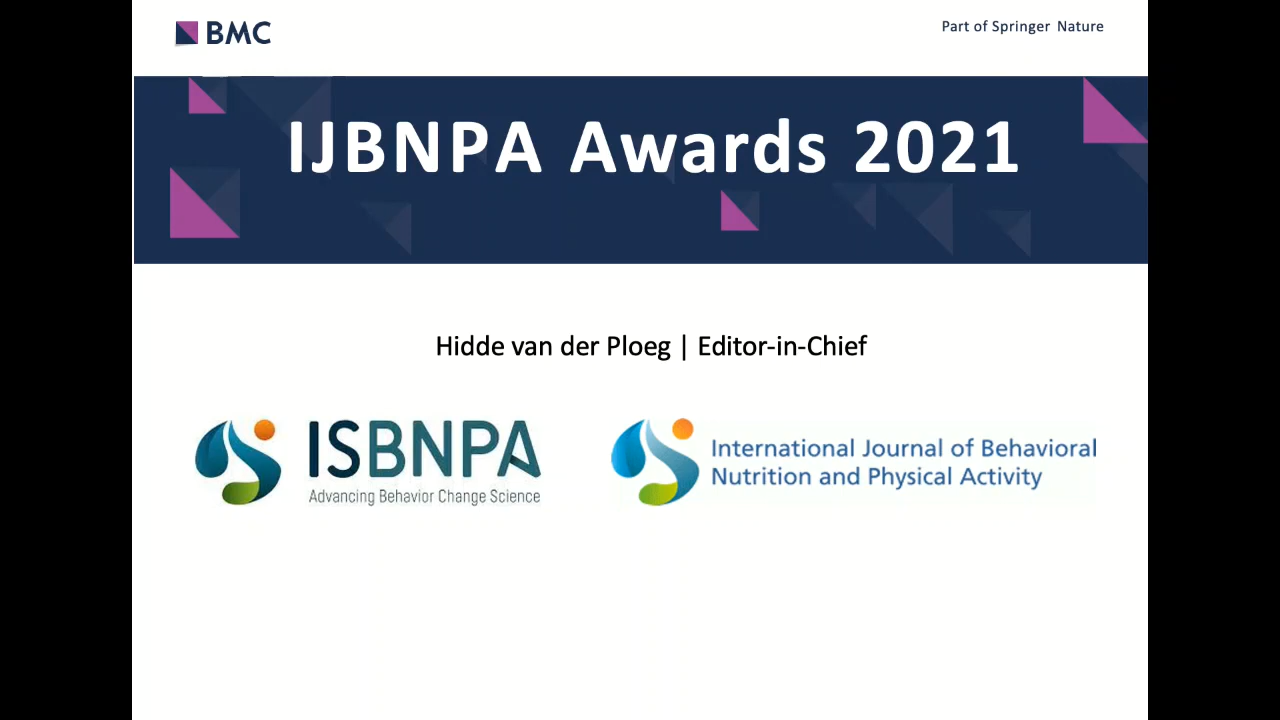 BMC
Part of Springer Nature
IJBNPA Awards 2021
Hidde van der Ploeg | Editor-in-Chief
ISBNPA
Advancing Behavior Change Science
International Journal of Behavioral
Nutrition and Physical Activity